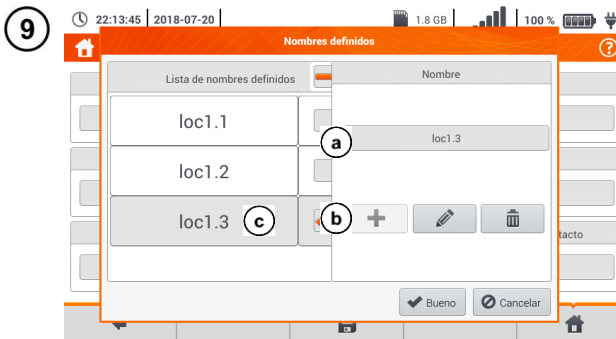 9
22:13:45 2018-07-20 1.8 GB 100 %
Nombres definidos
?
Lista de nombres definidos
Nombre
loc1.1
a
loc1.3
loc1.2
loc1.3
c
b
tacto
Bueno
Cancelar